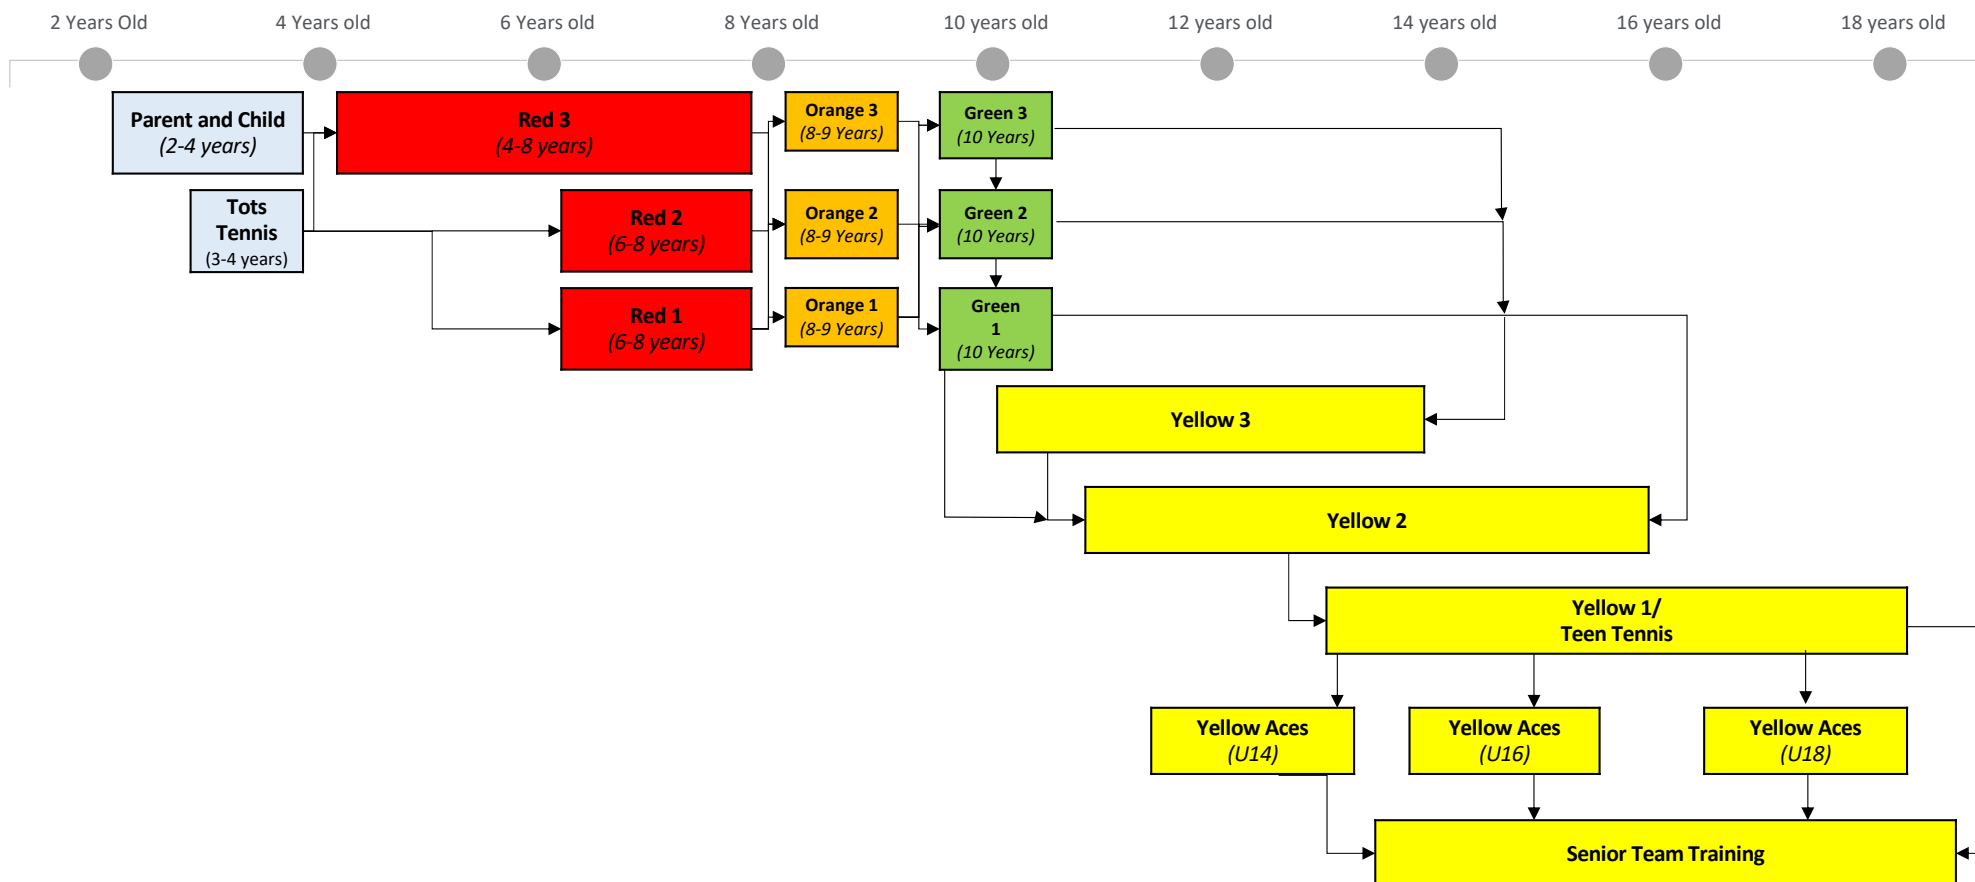 2 Years Old
4 Years Old
6 Years Old
8 Years Old
10 years old
12 years old
14 years old
16 years old
18 years old
Parent and Child
(2-4 years)
Red 3
(4-8 years)
Orange 3
(8-9 Years)
Green 3
(10 Years)
Tots
Tennis
(3-4 years)
Red 2
(6-8 years)
Orange 2
(8-9 Years)
Green 2
(10 Years)
Red 1
(6-8 years)
Orange 1
(8-9 Years)
Green
1
(10 Years)
Yellow 3
Yellow 2
Yellow 1/
Teen Tennis
Yellow Aces
(U14)
Yellow Aces
(U16)
Yellow Aces
(U18)
Senior Team Training